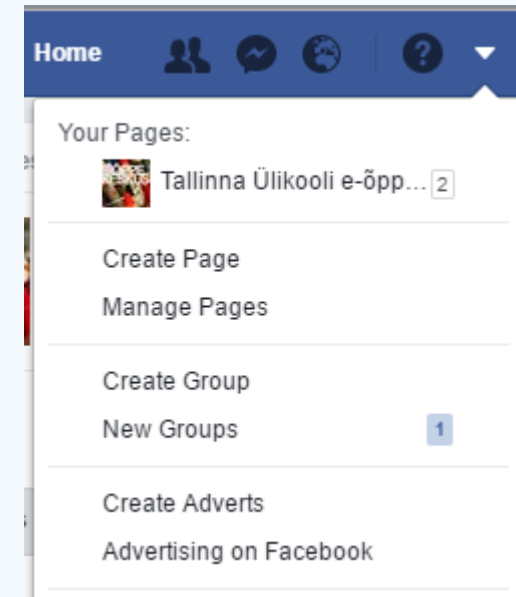 Home
Your Pages:
Tallinna Ülikooli e-õpp... 2
Create Page
Manage Pages
Create Group
New Groups 1
Create Adverts
Advertising on Facebook